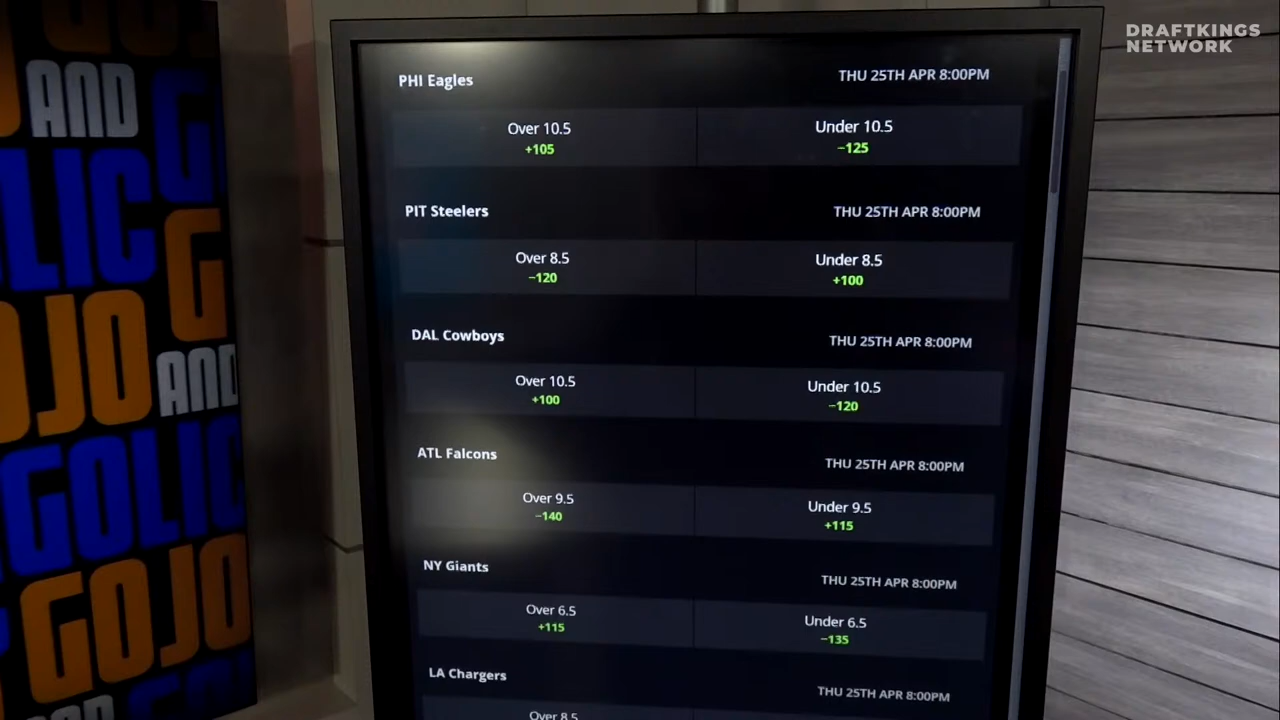 DRAFTKINGS
NETWORK
AND
GOLIC
GOJO
AND
GOLIC
GOJO
PHI Eagles
THU 25TH APR 8:00PM
Over 10.5
+105
Under 10.5
−125
PIT Steelers
THU 25TH APR 8:00PM
Over 8.5
−120
Under 8.5
+100
DAL Cowboys
THU 25TH APR 8:00PM
Over 10.5
+100
Under 10.5
−120
ATL Falcons
THU 25TH APR 8:00PM
Over 9.5
−140
Under 9.5
+115
NY Giants
THU 25TH APR 8:00PM
Over 6.5
+115
Under 6.5
−135
LA Chargers
THU 25TH APR 8:00PM
Over 8.5